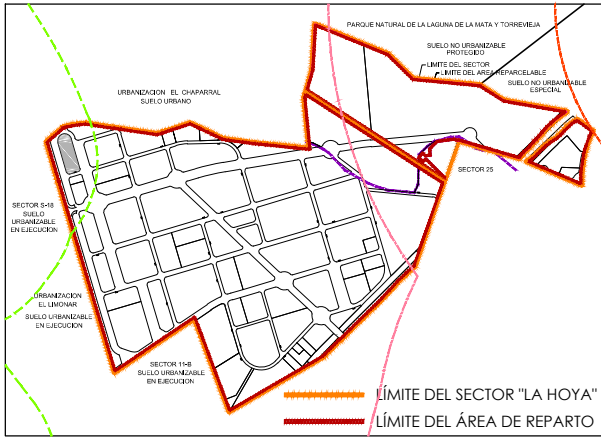 PARQUE NATURAL DE LA LAGUNA DE LA MATA Y TORREVIEJA
SUELO NO URBANIZABLE
PROTEGIDO
LIMITE DEL SECTOR
LIMITE DEL AREA REPARCELABLE
SUELO NO URBANIZABLE
ESPECIAL
URBANIZACION EL CHAPARRAL
SUELO URBANO
SECTOR 25
SECTOR S-18
SUELO
URBANIZABLE
EN EJECUCION
URBANIZACION
EL LIMONAR
SUELO URBANIZABLE
EN EJECUCION
SECTOR 11-B
SUELO URBANIZABLE
EN EJECUCION
LÍMITE DEL SECTOR "LA HOYA"
LÍMITE DEL ÁREA DE REPARTO